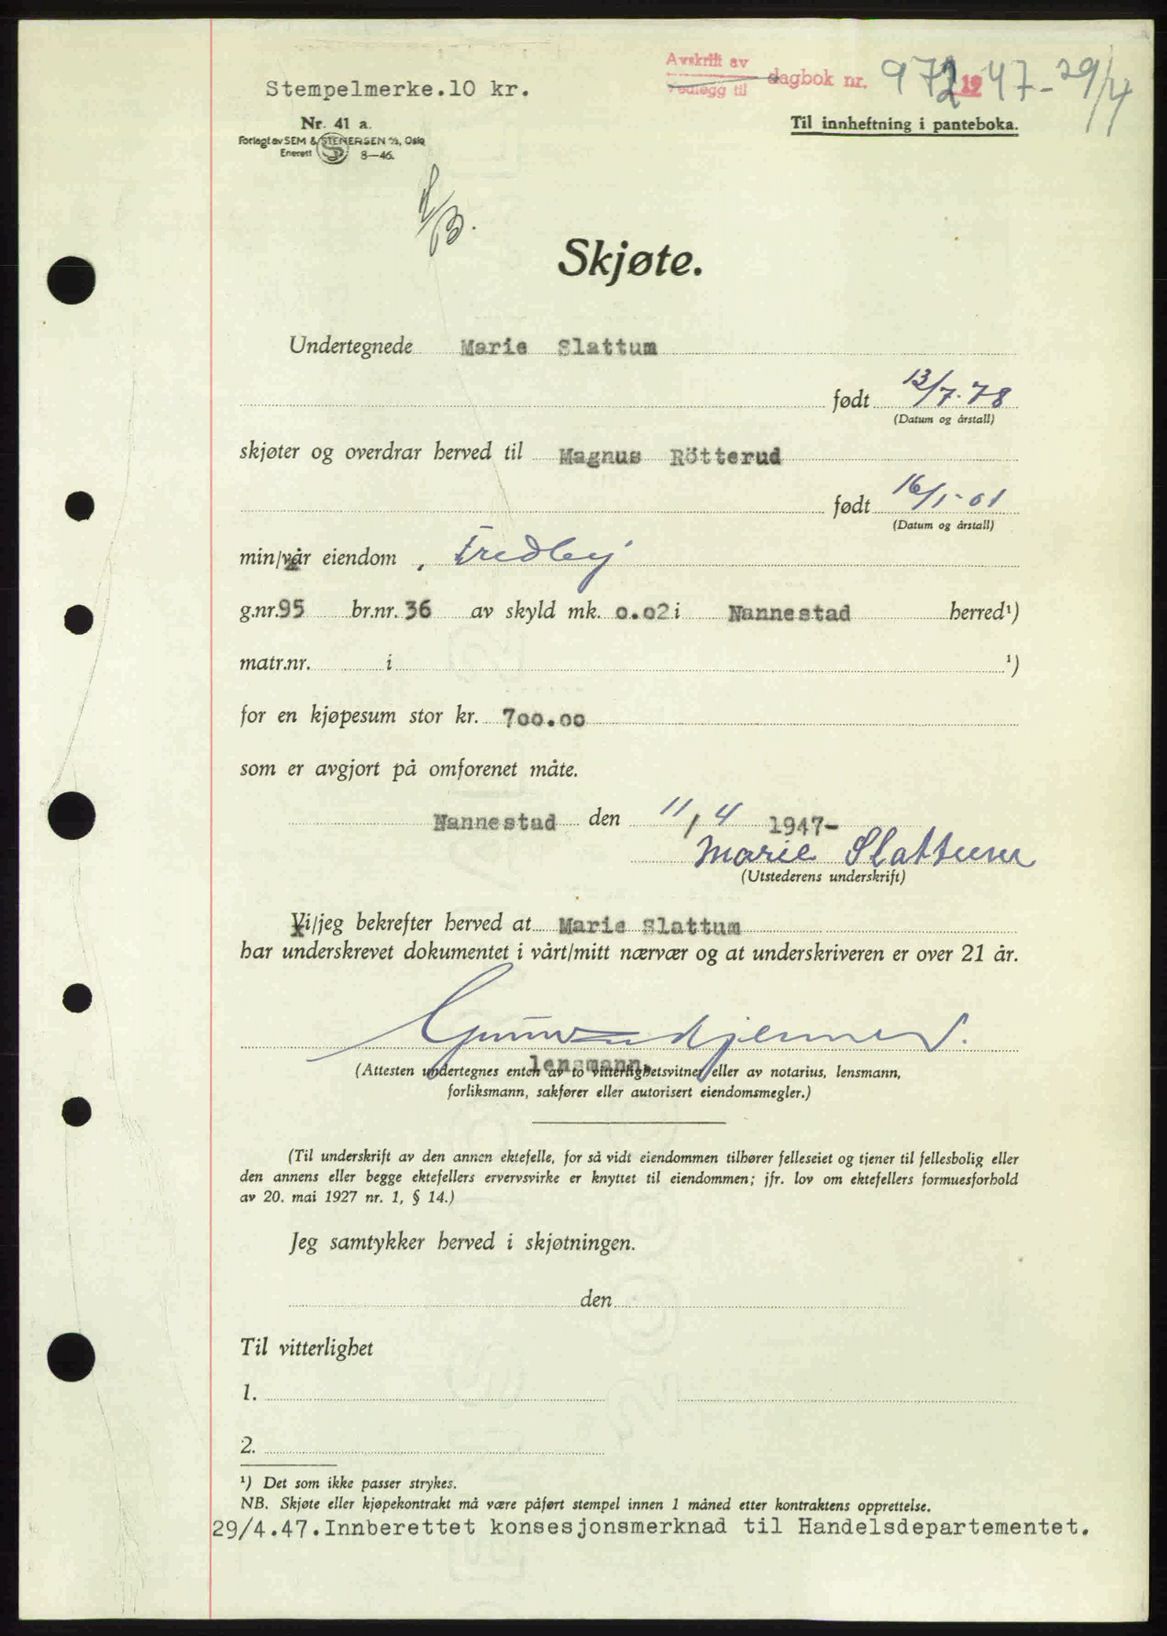 Avskrift av
Vedlegg til dagbok nr. 972 1947-29/4
Stempelmerke.10 kr.
Nr. 41 a.
Til innheftning i panteboka.
Forlagt av SEM & STENERSEN A/S, Oslo
Enerett 8—46.
Skjøte.
Undertegnede Marie Slattum
født 13/7-78
(Datum og årstall)
skjøter og overdrar herved til Magnus Rötterud
født 16/1-01
(Datum og årstall)
min/vår eiendom , Fredly
g.nr.95 br.nr. 36 av skyld mk. 0.02 i Nannestad herred¹)
matr.nr. i ¹)
for en kjøpesum stor kr. 700.00
som er avgjort på omforenet måte.
Nannestad den 11/4 1947-
Marie Slattum
(Utstederens underskrift)
Vi/jeg bekrefter herved at Marie Slattum
har underskrevet dokumentet i vårt/mitt nærvær og at underskriveren er over 21 år.
lensmann.
(Attesten undertegnes enten av to vitterlighetsvitner eller av notarius, lensmann,
forliksmann, sakfører eller autorisert eiendomsmegler.)
(Til underskrift av den annen ektefelle, for så vidt eiendommen tilhører felleseiet og tjener til fellesbolig eller
den annens eller begge ektefellers ervervsvirke er knyttet til eiendommen; jfr. lov om ektefellers formuesforhold
av 20. mai 1927 nr. 1, § 14.)
Jeg samtykker herved i skjøtningen.
den
Til vitterlighet
1.
2.
¹) Det som ikke passer strykes.
NB. Skjøte eller kjøpekontrakt må være påført stempel innen 1 måned etter kontraktens opprettelse.
29/4.47.Innberettet konsesjonsmerknad til Handelsdepartementet.